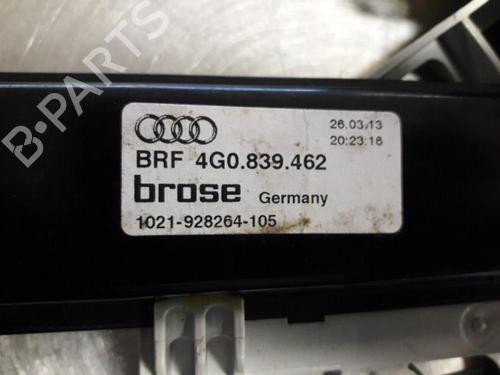 26.03.13
20:23:16
BRF 4G0.839.462
brose Germany
1021-928264-105
B-PARTS